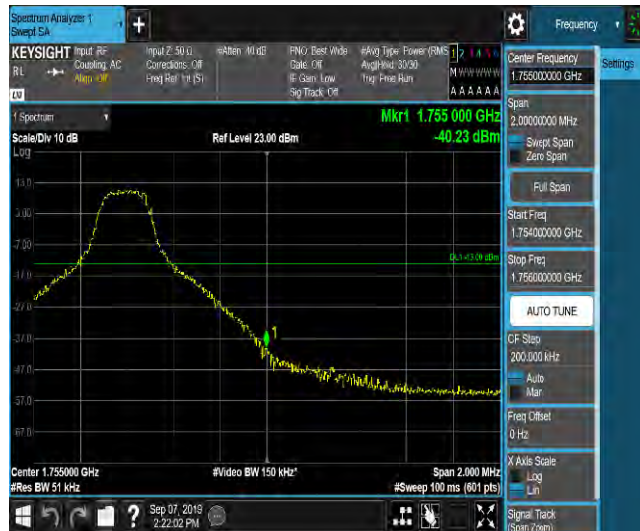 Spectrum Analyzer 1
Swept SA
+
Frequency
KEYSIGHT Input: RF
RL
Coupling: AC
Align: Off
Input Z: 50 Ω
Corrections: Off
Freq Ref: Int (S)
#Atten: 40 dB
PNO: Best Wide
Gate: Off
IF Gain: Low
Sig Track: Off
#Avg Type: Power (RMS
Avg|Hold: 30/30
Trig: Free Run
1 2 3 4 5 6
M W W W W W
A A A A A A
LXI
1 Spectrum
Scale/Div 10 dB
Log
Ref Level 23.00 dBm
Mkr1 1.755 000 GHz
-40.23 dBm
13.0
3.00
-7.00
DL1 -13.00 dBm
-17.0
-27.0
-37.0
-47.0
-57.0
-67.0
1
Center 1.755000 GHz
#Res BW 51 kHz
#Video BW 150 kHz*
Span 2.000 MHz
#Sweep 100 ms (601 pts)
Sep 07, 2019
2:22:02 PM
?
Center Frequency
1.755000000 GHz
Settings
Span
2.00000000 MHz
Swept Span
Zero Span
Full Span
Start Freq
1.754000000 GHz
Stop Freq
1.756000000 GHz
AUTO TUNE
CF Step
200.000 kHz
Auto
Man
Freq Offset
0 Hz
X Axis Scale
Log
Lin
Signal Track
(Span Zoom)